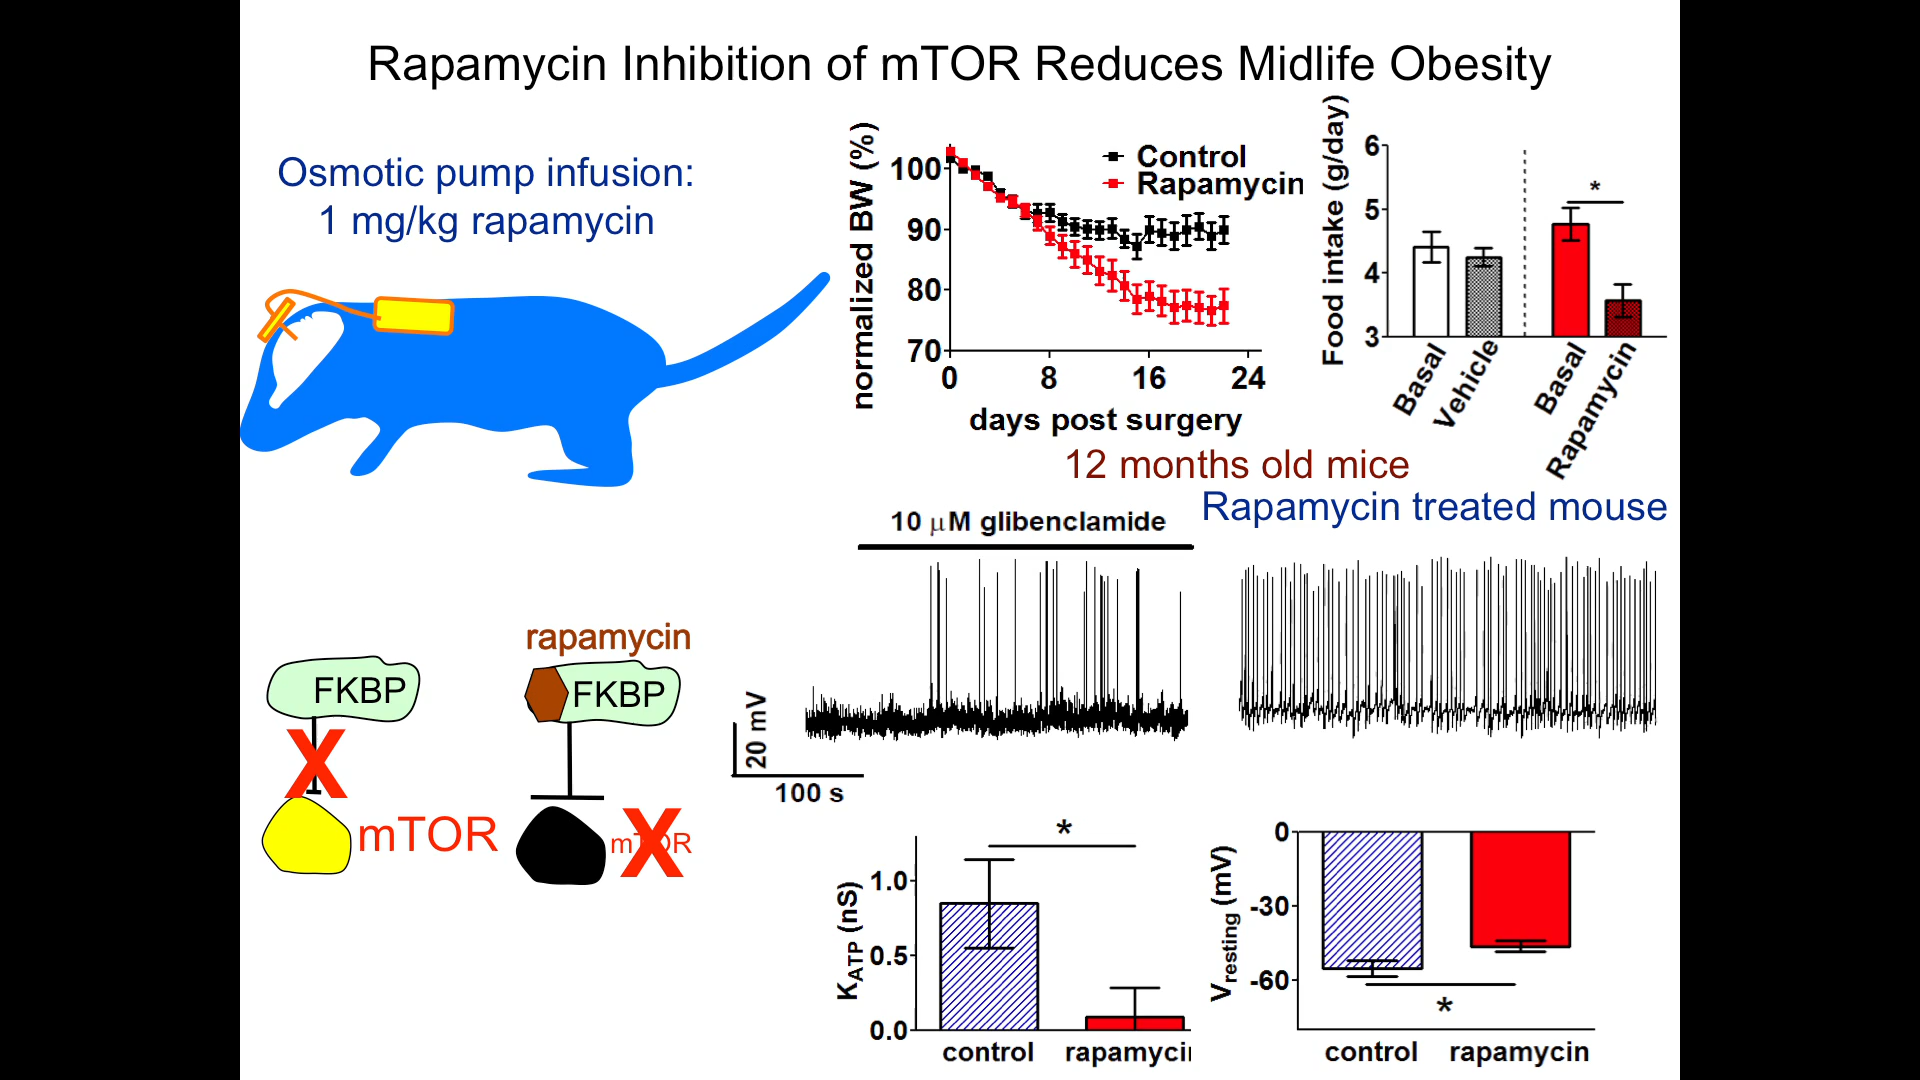 Rapamycin Inhibition of mTOR Reduces Midlife Obesity
Osmotic pump infusion:
1 mg/kg rapamycin
normalized BW (%)
100
90
80
70
0 8 16 24
days post surgery
Control
Rapamycin
Food intake (g/day)
6
5
4
3
*
Basal
Vehicle
Basal
Rapamycin
12 months old mice
Rapamycin treated mouse
10 μM glibenclamide
20 mV
100 s
FKBP
X
mTOR
rapamycin
FKBP
mTOR
X
KATP (nS)
1.0
0.5
0.0
*
control rapamyci
Vresting (mV)
0
-30
-60
*
control rapamycin